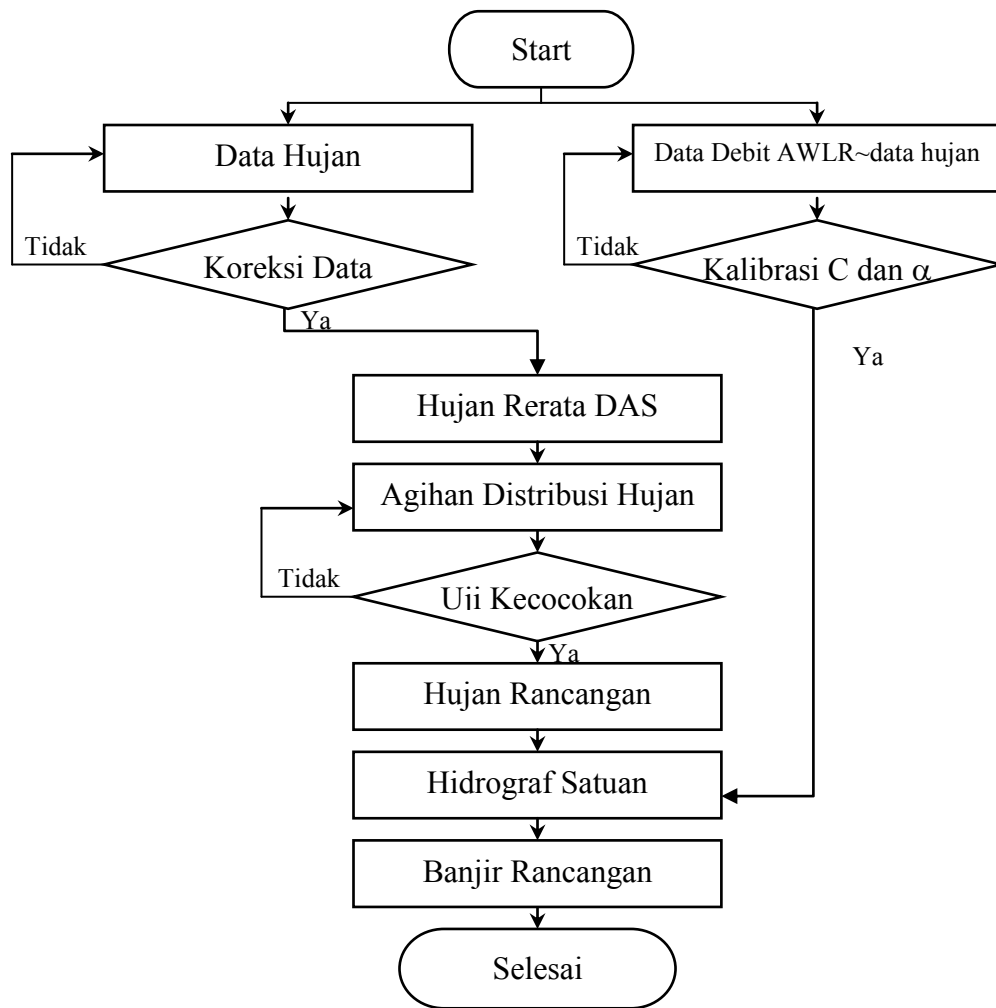 Start
Data Hujan
Data Debit AWLR~data hujan
Tidak
Koreksi Data
Tidak
Kalibrasi C dan α
Ya
Ya
Hujan Rerata DAS
Agihan Distribusi Hujan
Tidak
Uji Kecocokan
Ya
Hujan Rancangan
Hidrograf Satuan
Banjir Rancangan
Selesai